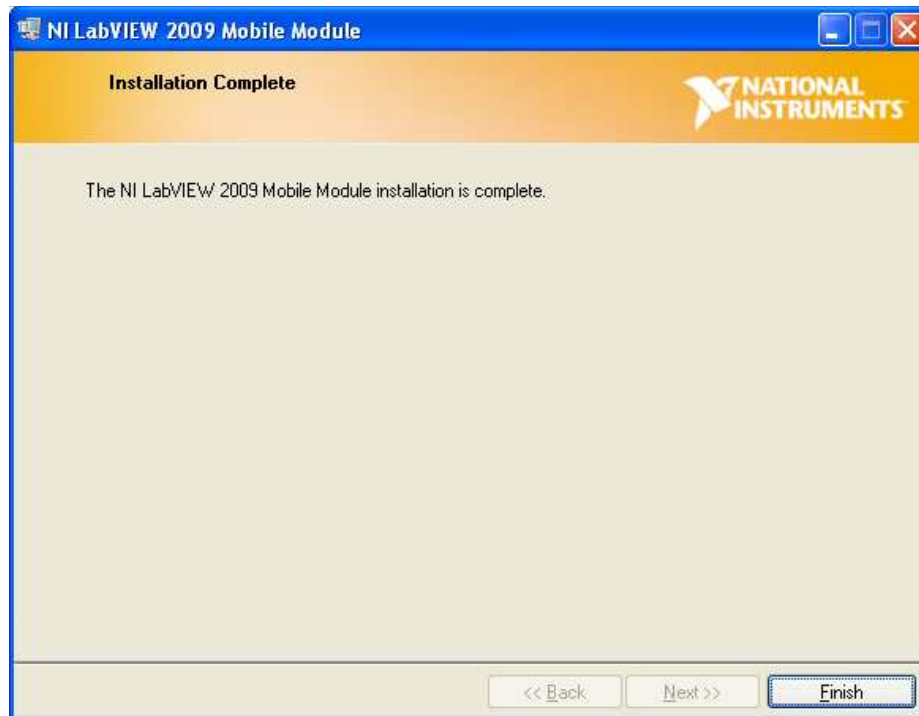 NI LabVIEW 2009 Mobile Module
Installation Complete
NATIONAL
INSTRUMENTS
The NI LabVIEW 2009 Mobile Module installation is complete.
<< Back Next >> Finish